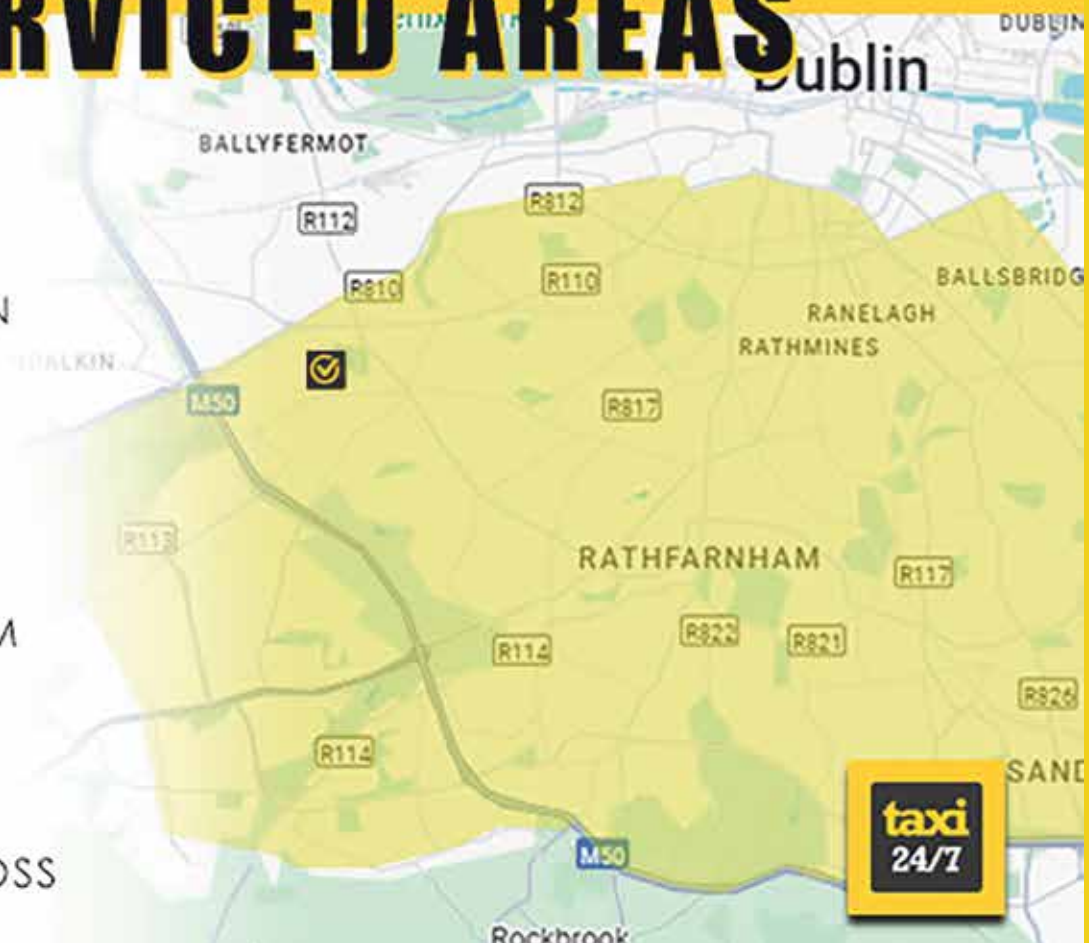 RVICED AREAS
DUBLIN
Dublin
BALLYFERMOT
R812
R112
R810
R110
BALLSBRIDG
N
RANELAGH
RATHMINES
M50
R817
R113
RATHFARNHAM
R117
M
R822
R821
R114
R826
R114
SAND
taxi
24/7
M50
OSS
Rockbrook